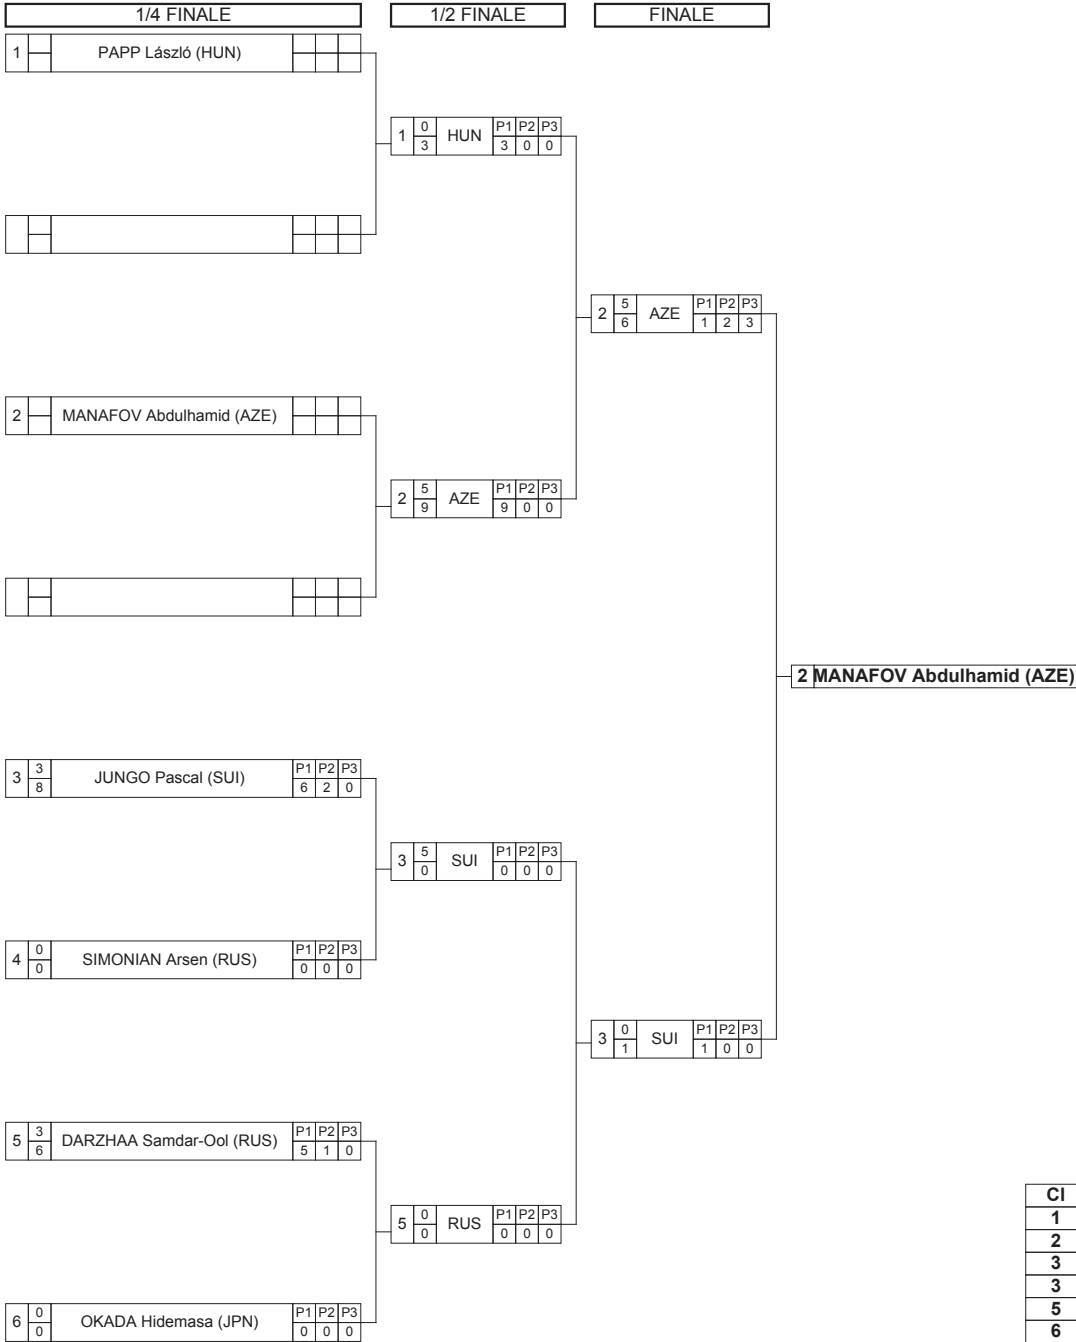 1/4 FINALE 1/2 FINALE FINALE
1 PAPP László (HUN)
1 0 HUN P1 P2 P3
3 3 0 0
2 5 AZE P1 P2 P3
6 1 2 3
2 MANAFOV Abdulhamid (AZE)
2 5 AZE P1 P2 P3
9 9 0 0
2 MANAFOV Abdulhamid (AZE)
3 3 JUNGO Pascal (SUI) P1 P2 P3
8 6 2 0
3 5 SUI P1 P2 P3
0 0 0 0
4 0 SIMONIAN Arsen (RUS) P1 P2 P3
0 0 0 0
3 0 SUI P1 P2 P3
1 1 0 0
5 3 DARZHAA Samdar-Ool (RUS) P1 P2 P3
6 5 1 0
5 0 RUS P1 P2 P3
0 0 0 0
6 0 OKADA Hidemasa (JPN) P1 P2 P3
0 0 0 0
Cl
1
2
3
3
5
6